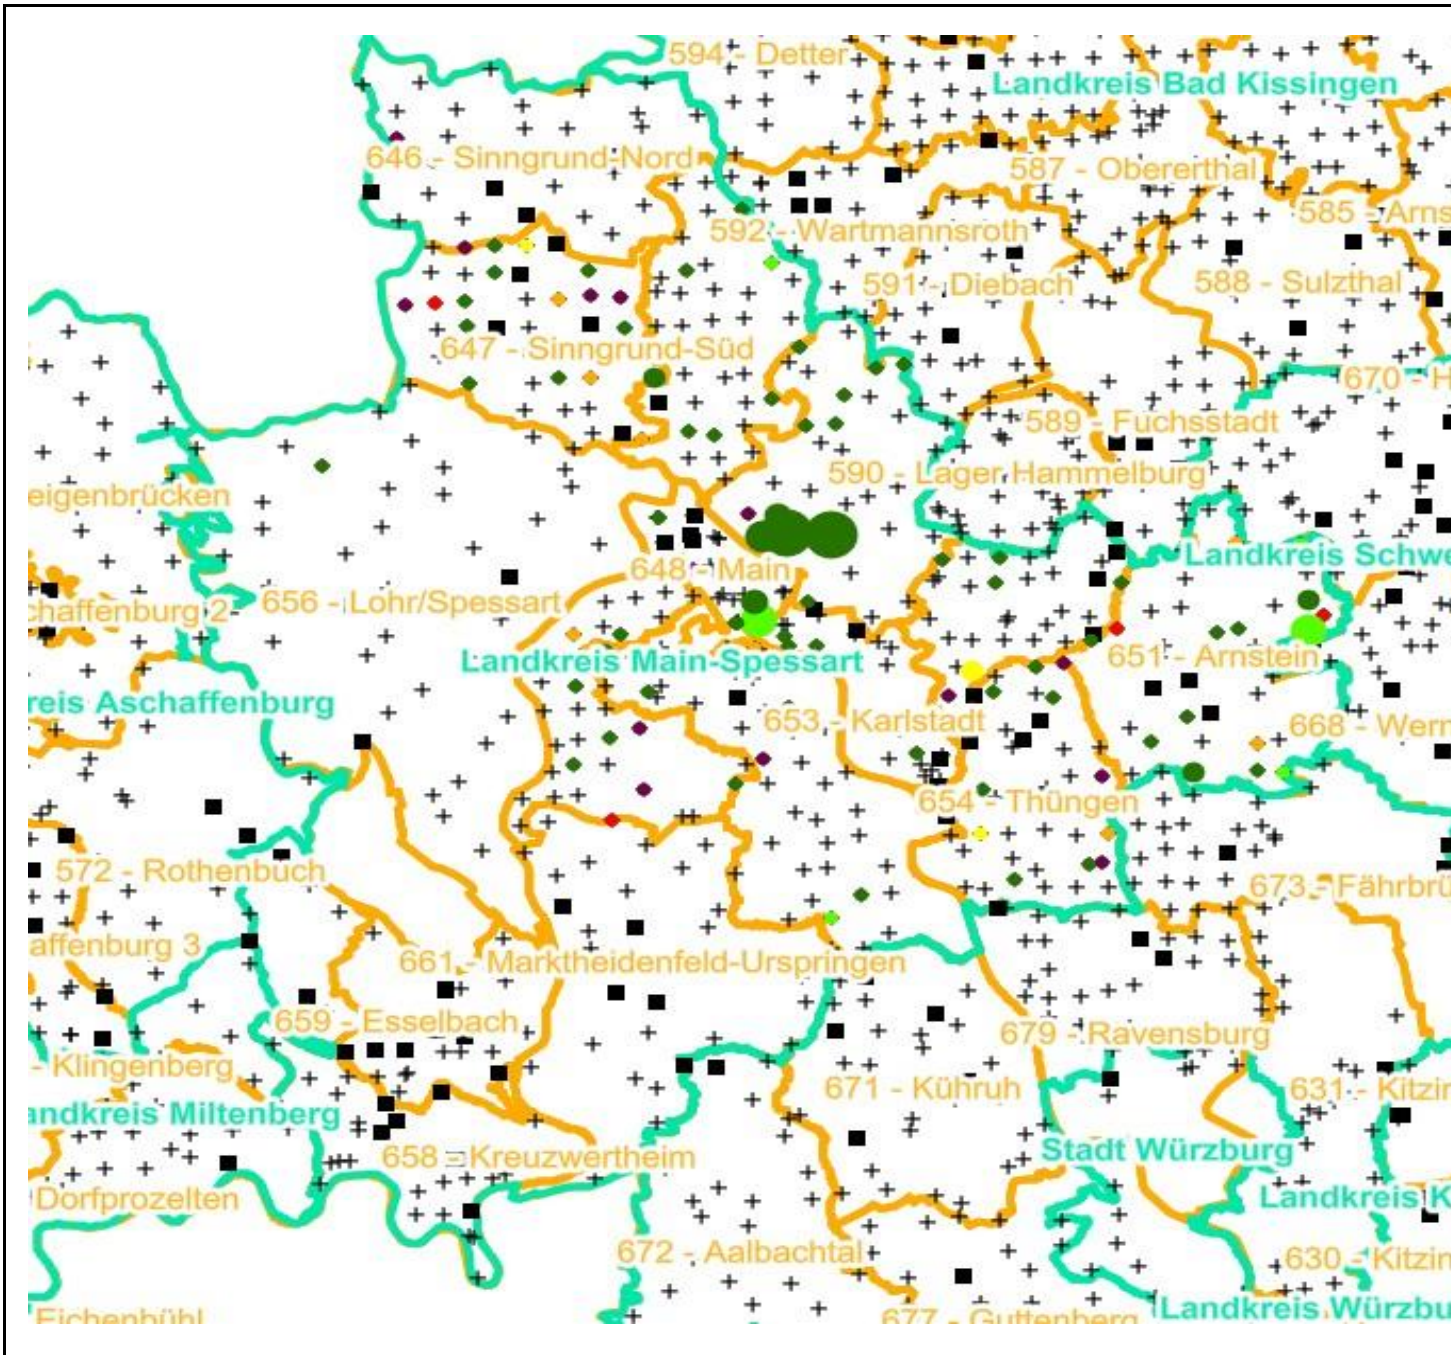 594 - Detter
Landkreis Bad Kissingen
646 - Sinngrund-Nord
587 - Obererthal
585 - Arns
592 - Wartmannsroth
591 - Diebach
588 - Sulzthal
647 - Sinngrund-Süd
670 - H
589 - Fuchsstadt
590 - Lager Hammelburg
eigenbrücken
Landkreis Schwe
648 - Main
chaffenburg 2
656 - Lohr/Spessart
Landkreis Main-Spessart
651 - Arnstein
reis Aschaffenburg
653 - Karlstadt
668 - Wern
654 - Thüngen
572 - Rothenbuch
673 - Fährbrü
affenburg 3
661 - Marktheidenfeld-Urspringen
659 - Esselbach
679 - Ravensburg
- Klingenberg
671 - Kühruh
631 - Kitzin
andkreis Miltenberg
Stadt Würzburg
658 - Kreuzwertheim
Dorfprozelten
Landkreis K
672 - Aalbachtal
630 - Kitzin
Eichenbühl
677 - Guttenberg
Landkreis Würzbu